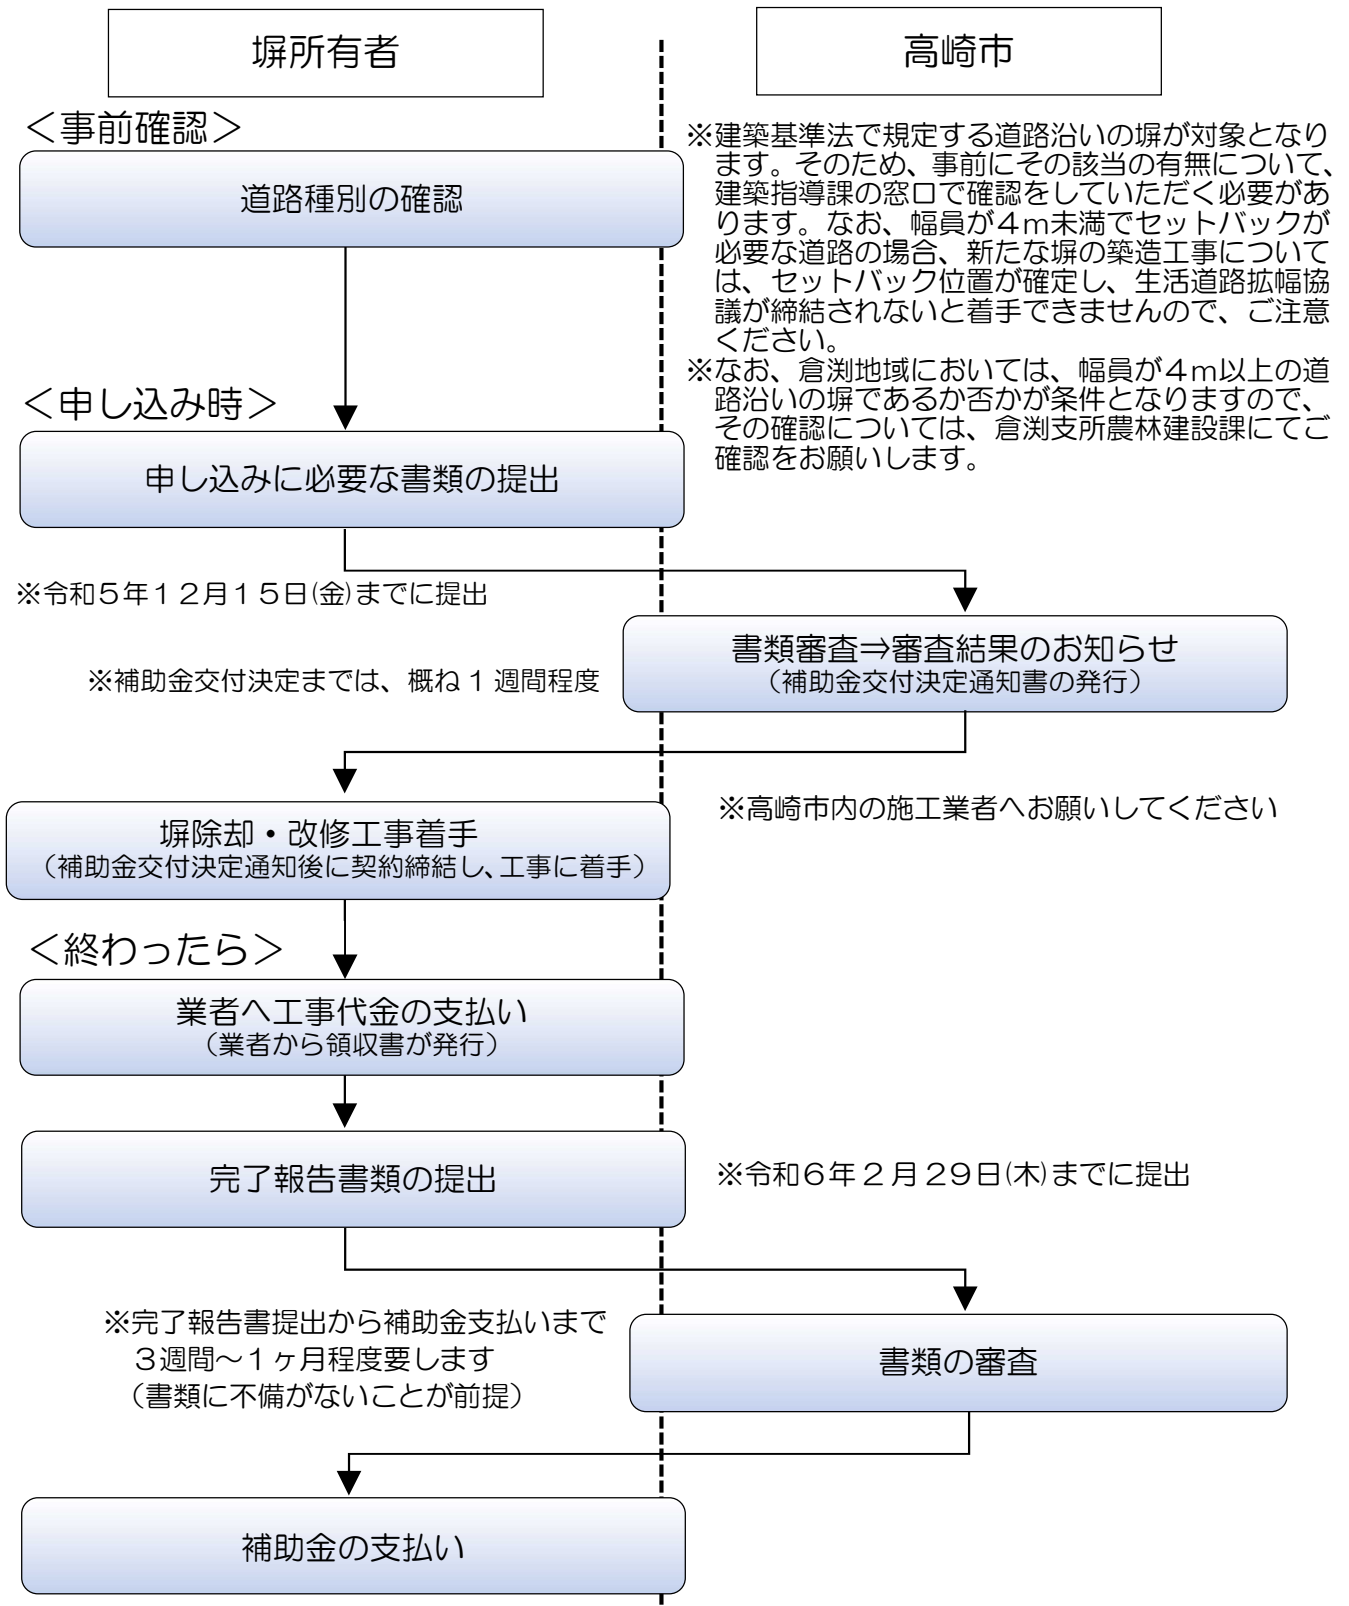 塀所有者
高崎市
＜事前確認＞
道路種別の確認
※建築基準法で規定する道路沿いの塀が対象となり
ます。そのため、事前にその該当の有無について、
建築指導課の窓口で確認をしていただく必要があ
ります。なお、幅員が４ｍ未満でセットバックが
必要な道路の場合、新たな塀の築造工事について
は、セットバック位置が確定し、生活道路拡幅協
議が締結されないと着手できませんので、ご注意
ください。
※なお、倉渕地域においては、幅員が４ｍ以上の道
路沿いの塀であるか否かが条件となりますので、
その確認については、倉渕支所農林建設課にてご
確認をお願いします。
＜申し込み時＞
申し込みに必要な書類の提出
※令和５年１２月１５日(金)までに提出
書類審査⇒審査結果のお知らせ
（補助金交付決定通知書の発行）
※補助金交付決定までは、概ね１週間程度
塀除却・改修工事着手
（補助金交付決定通知後に契約締結し、工事に着手）
※高崎市内の施工業者へお願いしてください
＜終わったら＞
業者へ工事代金の支払い
（業者から領収書が発行）
完了報告書類の提出
※令和６年２月２９日(木)までに提出
※完了報告書提出から補助金支払いまで
３週間～１ヶ月程度要します
（書類に不備がないことが前提）
書類の審査
補助金の支払い